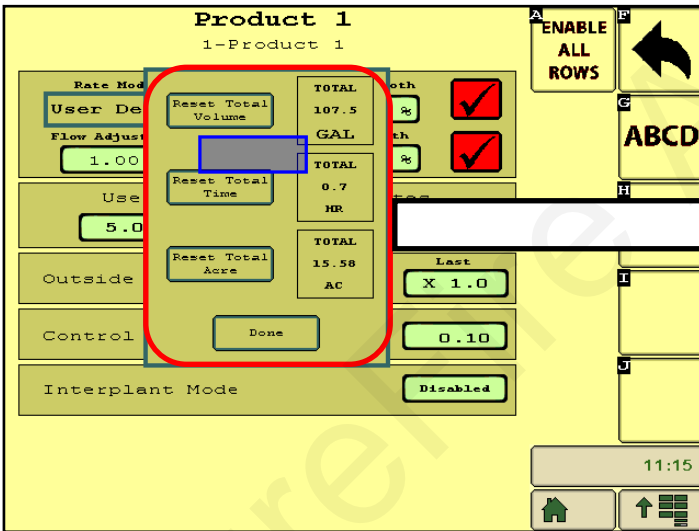 Product 1
1-Product 1
A
ENABLE
ALL
ROWS
F
G
ABCD
H
I
J
Rate Mod
oth
User De
%
Flow Adjust
th
1.00
%
Use
tes
5.0
Outside
Last
X 1.0
Control
0.10
Interplant Mode
Disabled
Reset Total
Volume
TOTAL
107.5
GAL
Reset Total
Time
TOTAL
0.7
HR
Reset Total
Acre
TOTAL
15.58
AC
Done
11:15